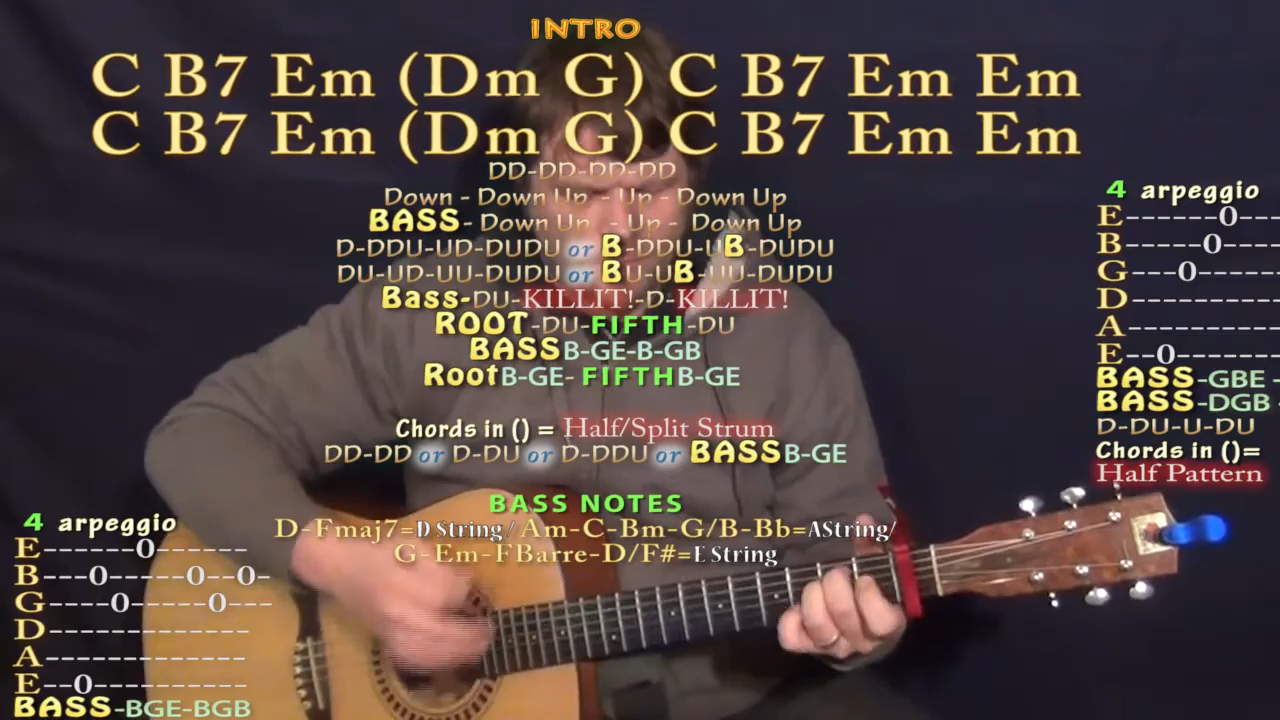 INTRO
C B7 Em (Dm G) C B7 Em Em
C B7 Em (Dm G) C B7 Em Em
DD-DD-DD-DD
Down - Down Up - Up - Down Up
BASS - Down Up - Up - Down Up
D-DDU-UD-DUDU or B-DDU-UB-DUDU
DU-UD-UU-DUDU or BU-UB-UU-DUDU
Bass-DU-KILLIT!-D-KILLIT!
ROOT-DU-FIFTH-DU
BASSB-GE-B-GB
RootB-GE- FIFTHB-GE
Chords in () = Half/Split Strum
DD-DD or D-DU or D-DDU or BASSB-GE
BASS NOTES
D-Fmaj7=D String/ Am-C-Bm-G/B-Bb=AString/
G-Em-FBarre-D/F#=E String
4 arpeggio
E------0------
B---0-----0--0-
G----0-----0---
D-------------
A-------------
E--0----------
BASS-BGE-BGB
4 arpeggio
E------0---
B-----0----
G---0------
D----------
A----------
E--0-------
BASS-GBE -
BASS-DGB -
D-DU-U-DU
Chords in ()=
Half Pattern